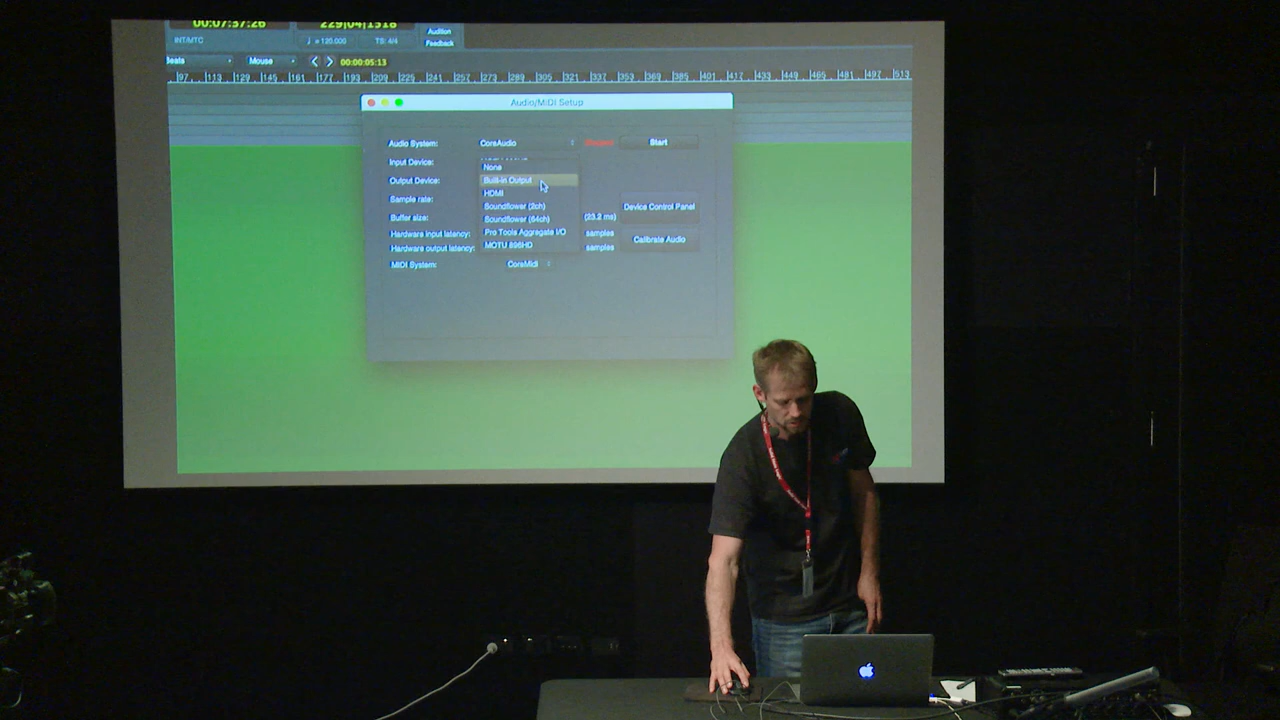 00:07:37:26
229|04|1318
INT/MTC
♩ = 120.000
TS: 4/4
Audition
Feedback
Beats
Mouse
00:00:05:13
97 113 129 145 161 177 193 209 225 241 257 273 289 305 321 337 353 369 385 401 417 433 449 465 481 497 513
Audio/MIDI Setup
Audio System:
CoreAudio
Start
Input Device:
None
Output Device:
Built-in Output
HDMI
Sample rate:
Soundflower (2ch)
Device Control Panel
Buffer size:
Soundflower (64ch)
(23.2 ms)
Hardware input latency:
Pro Tools Aggregate I/O
samples
Calibrate Audio
Hardware output latency:
MOTU 896HD
samples
MIDI System:
CoreMidi